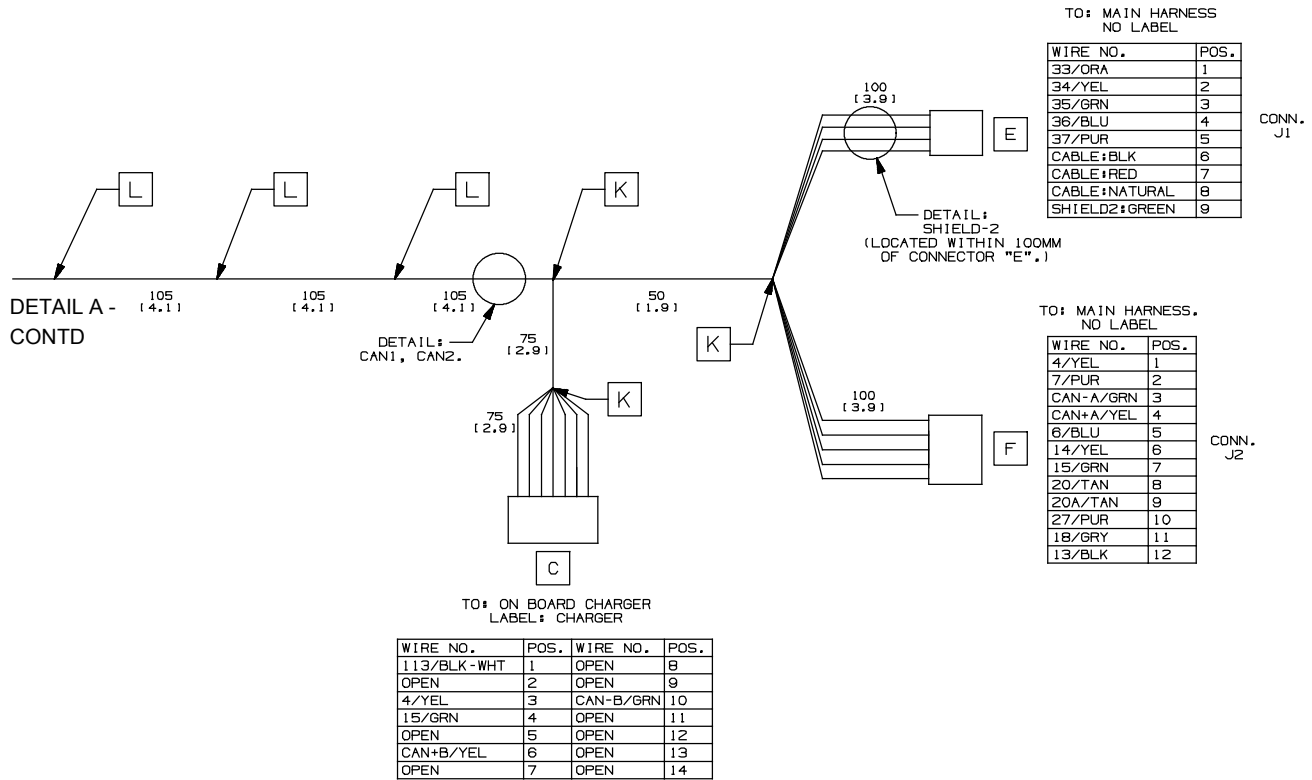 TO: MAIN HARNESS
NO LABEL
WIRE NO. POS.
33/ORA 1
34/YEL 2
35/GRN 3
36/BLU 4
37/PUR 5
CABLE:BLK 6
CABLE:RED 7
CABLE:NATURAL 8
SHIELD2:GREEN 9
CONN.
J1
100
[3.9]
E
DETAIL:
SHIELD-2
(LOCATED WITHIN 100MM
OF CONNECTOR "E".)
L
L
L
K
DETAIL A -
CONTD
105
[4.1]
105
[4.1]
105
[4.1]
50
[1.9]
DETAIL:
CAN1, CAN2.
75
[2.9]
K
K
75
[2.9]
C
TO: MAIN HARNESS.
NO LABEL
WIRE NO. POS.
4/YEL 1
7/PUR 2
CAN-A/GRN 3
CAN+A/YEL 4
6/BLU 5
14/YEL 6
15/GRN 7
20/TAN 8
20A/TAN 9
27/PUR 10
18/GRY 11
13/BLK 12
CONN.
J2
100
[3.9]
F
TO: ON BOARD CHARGER
LABEL: CHARGER
WIRE NO. POS. WIRE NO. POS.
113/BLK-WHT 1 OPEN 8
OPEN 2 OPEN 9
4/YEL 3 CAN-B/GRN 10
15/GRN 4 OPEN 11
OPEN 5 OPEN 12
CAN+B/YEL 6 OPEN 13
OPEN 7 OPEN 14